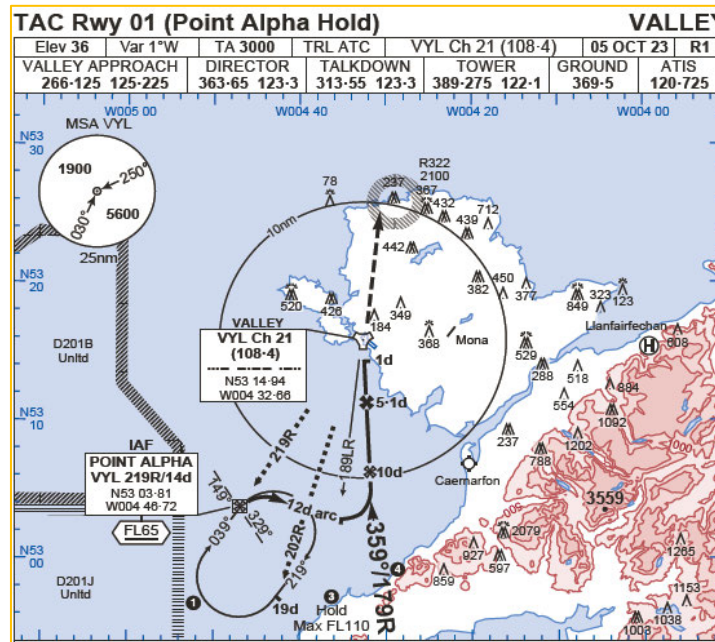 TAC Rwy 01 (Point Alpha Hold) VALLEY
Elev 36 Var 1°W TA 3000 TRL ATC VYL Ch 21 (108·4) 05 OCT 23 R1
VALLEY APPROACH DIRECTOR TALKDOWN TOWER GROUND ATIS
266·125 125·225 363·65 123·3 313·55 123·3 389·275 122·1 369·5 120·725
W005 00 W004 40 W004 20 W004 00
N53
30
MSA VYL
1900
250°
030°
5600
25nm
R322
2100
78
237
367
432
439
712
10nm
442
N53
20
520
426
184
349
382
450
377
849
323
123
Llanfairfechan
H
608
VALLEY
VYL Ch 21
(108·4)
N53 14·94
W004 32·66
368
Mona
529
288
518
884
554
1092
1000
D201B
Unltd
1d
5·1d
N53
10
237
788
1202
IAF
POINT ALPHA
VYL 219R/14d
N53 03·81
W004 46·72
FL65
219R
189LR
10d
Caernarfon
3559
12d arc
329°
039°
202R
219°
359°/179R
500
2079
927
597
859
1265
1153
1038
1003
N53
00
D201J
Unltd
1
19d
3
4
Hold
Max FL110